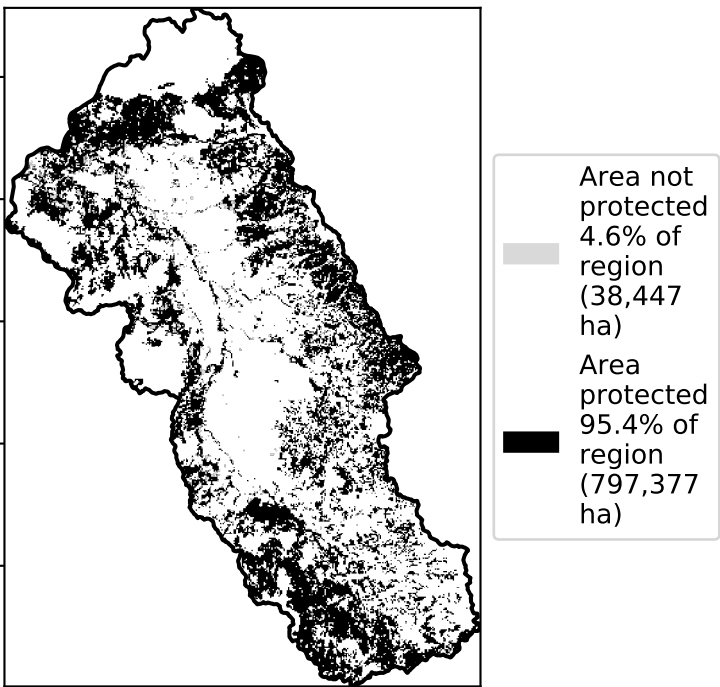 Area not
protected
4.6% of
region
(38,447
ha)
Area
protected
95.4% of
region
(797,377
ha)